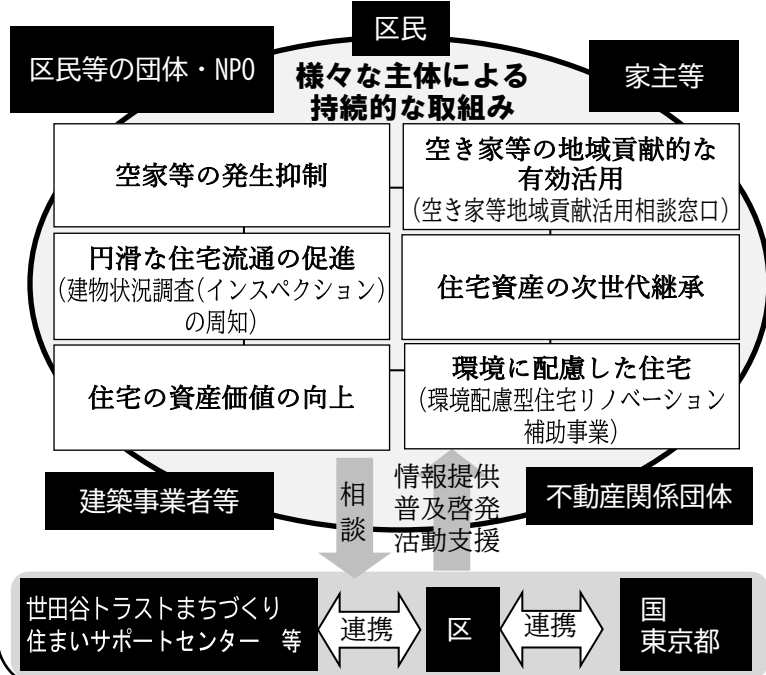 区民
区民等の団体・NPO
家主等
様々な主体による
持続的な取組み
空家等の発生抑制
空き家等の地域貢献的な
有効活用
（空き家等地域貢献活用相談窓口）
円滑な住宅流通の促進
（建物状況調査（インスペクション）
の周知）
住宅資産の次世代継承
住宅の資産価値の向上
環境に配慮した住宅
（環境配慮型住宅リノベーション
補助事業）
建築事業者等
相談
情報提供
普及啓発
活動支援
不動産関係団体
世田谷トラストまちづくり
住まいサポートセンター　等
連携
区
連携
国
東京都